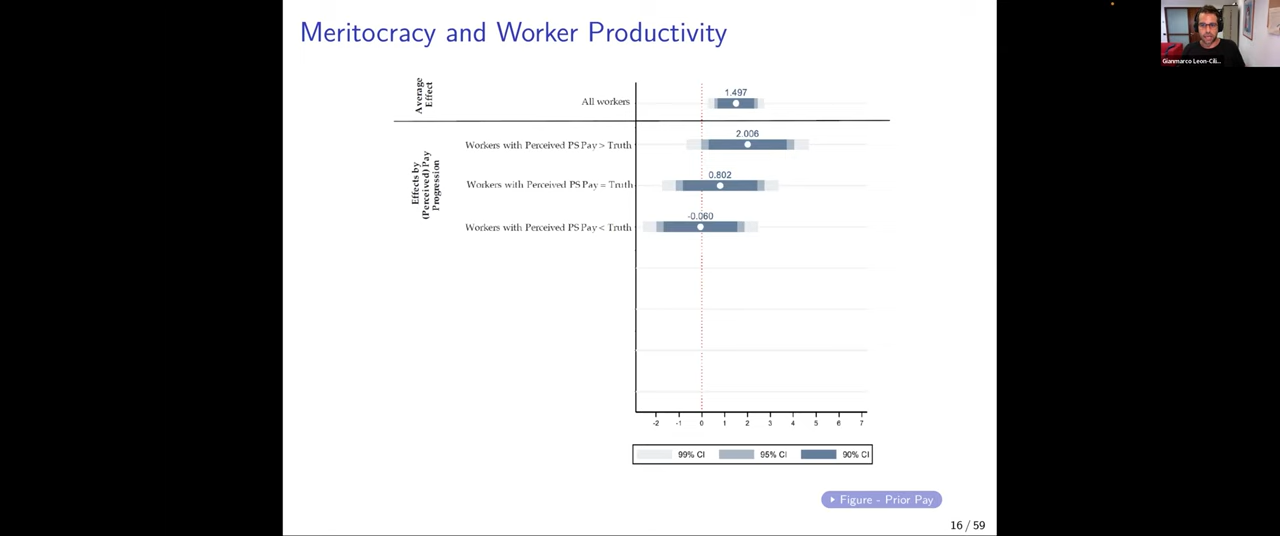 Meritocracy and Worker Productivity
Gianmarco Leon-Cili...
Average
Effect
All workers
1.497
Effects by
(Perceived) Pay
Progression
Workers with Perceived PS Pay > Truth
2.006
Workers with Perceived PS Pay = Truth
0.802
Workers with Perceived PS Pay < Truth
-0.060
-2 -1 0 1 2 3 4 5 6 7
99% CI 95% CI 90% CI
Figure - Prior Pay
16 / 59